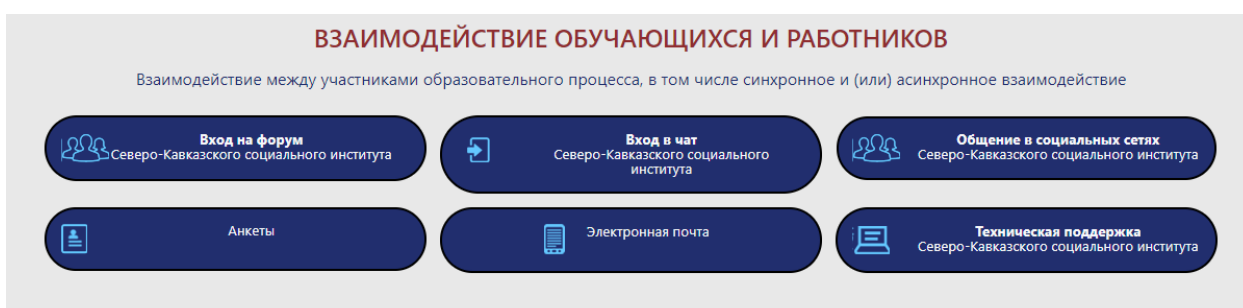 ВЗАИМОДЕЙСТВИЕ ОБУЧАЮЩИХСЯ И РАБОТНИКОВ
Взаимодействие между участниками образовательного процесса, в том числе синхронное и (или) асинхронное взаимодействие
Вход на форум
Северо-Кавказского социального института
Вход в чат
Северо-Кавказского социального
института
Общение в социальных сетях
Северо-Кавказского социального института
Анкеты
Электронная почта
Техническая поддержка
Северо-Кавказского социального института